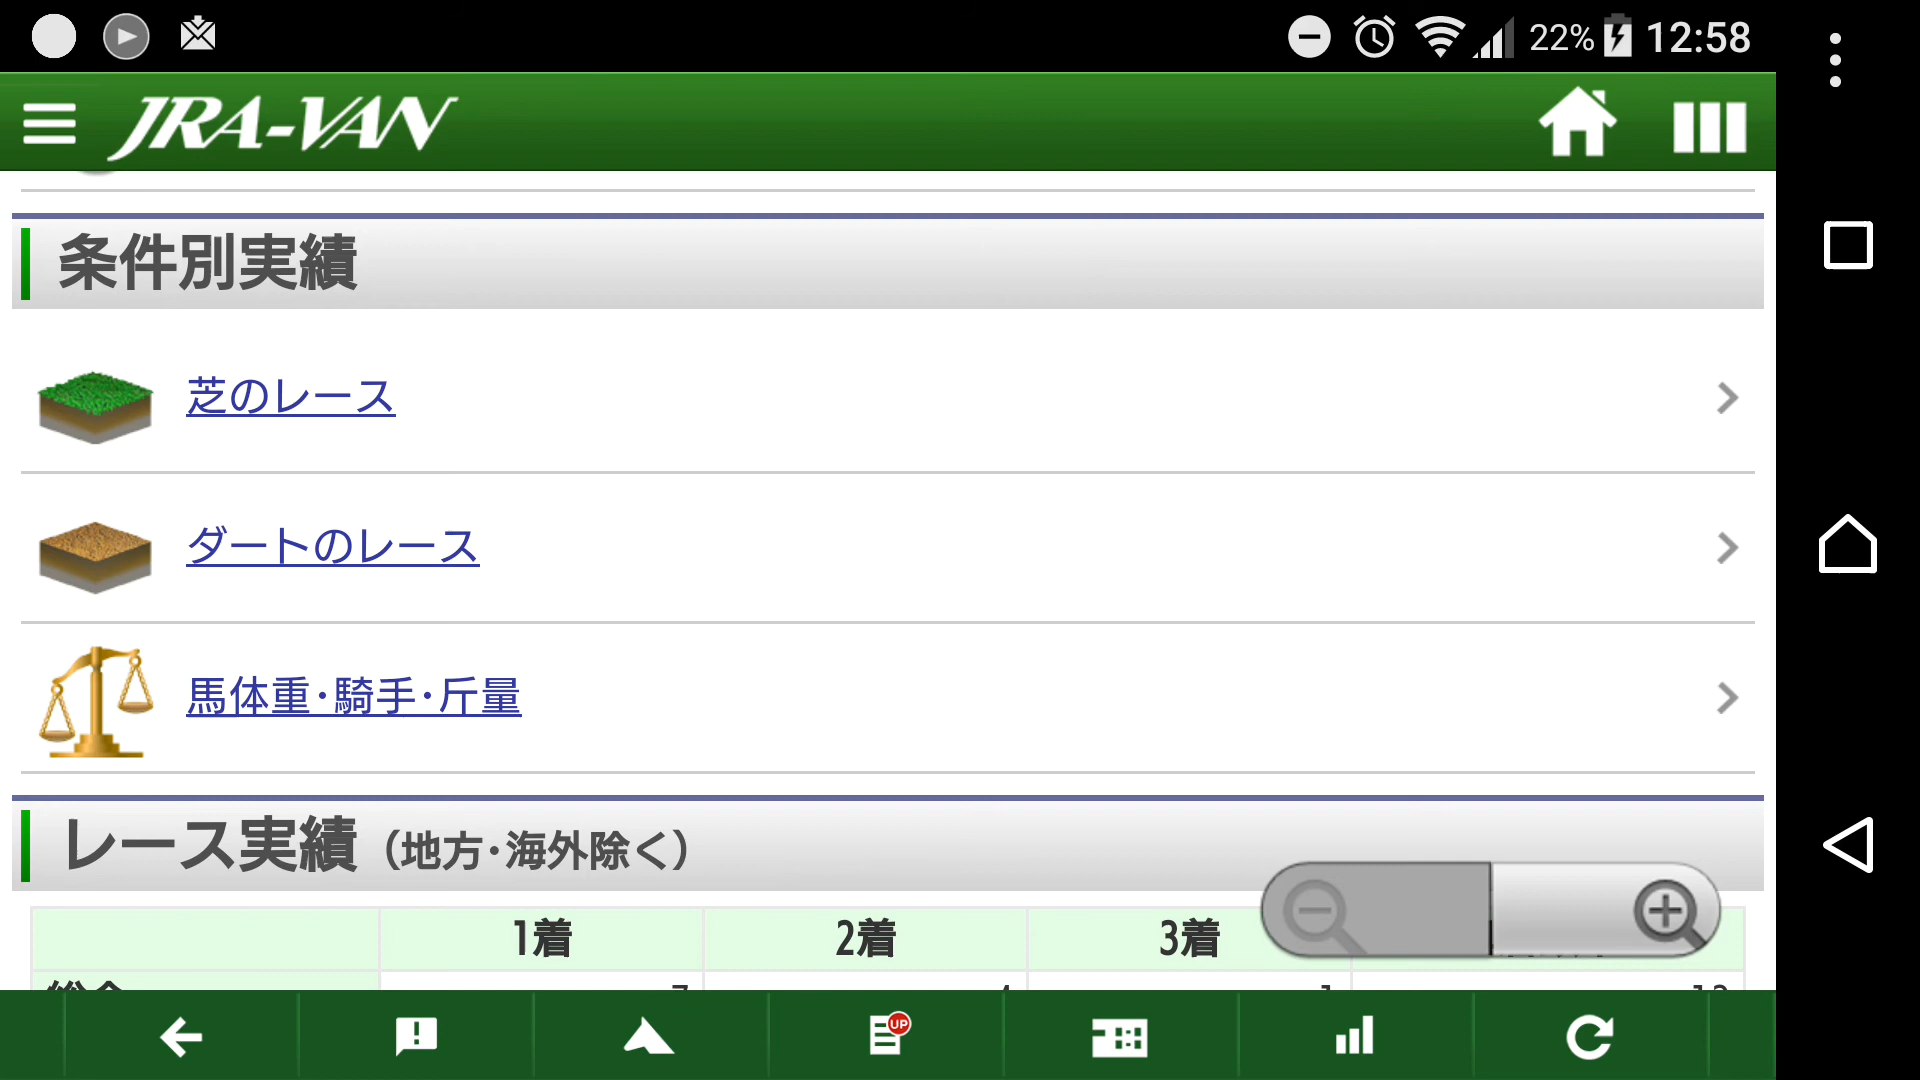 22% 12:58
JRA-VAN
条件別実績
芝のレース
ダートのレース
馬体重・騎手・斤量
レース実績（地方・海外除く）
1着 2着 3着
UP